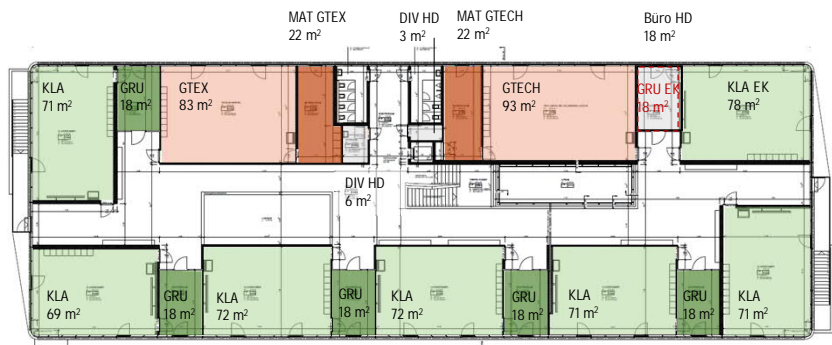 MAT GTEX
22 m²
DIV HD
3 m²
MAT GTECH
22 m²
Büro HD
18 m²
KLA
71 m²
GRU
18 m²
GTEX
83 m²
GTECH
93 m²
GRU EK
18 m²
KLA EK
78 m²
DIV HD
6 m²
KLA
69 m²
GRU
18 m²
KLA
72 m²
GRU
18 m²
KLA
72 m²
GRU
18 m²
KLA
71 m²
GRU
18 m²
KLA
71 m²